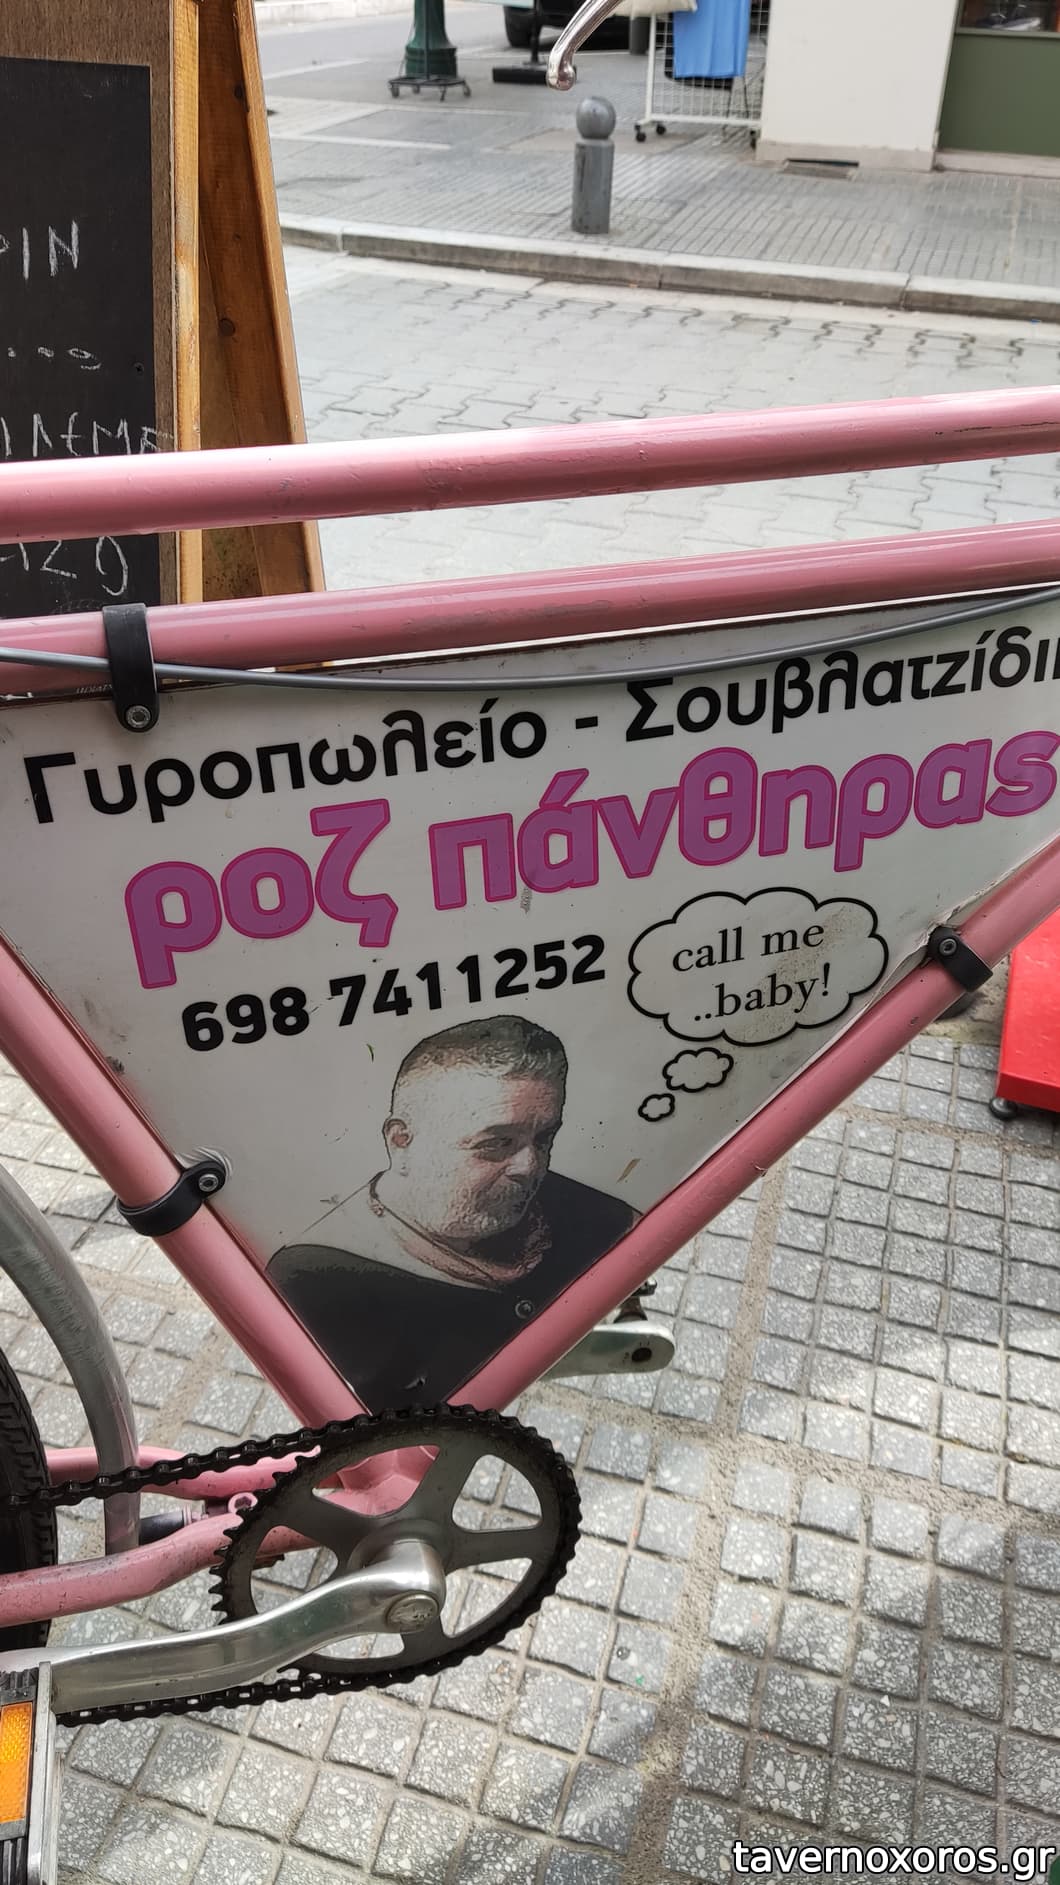 Γυροπωλείο - Σουβλατζίδι
ροζ πάνθηρας
698 7411252
call me
..baby!
tavernoxoros.gr